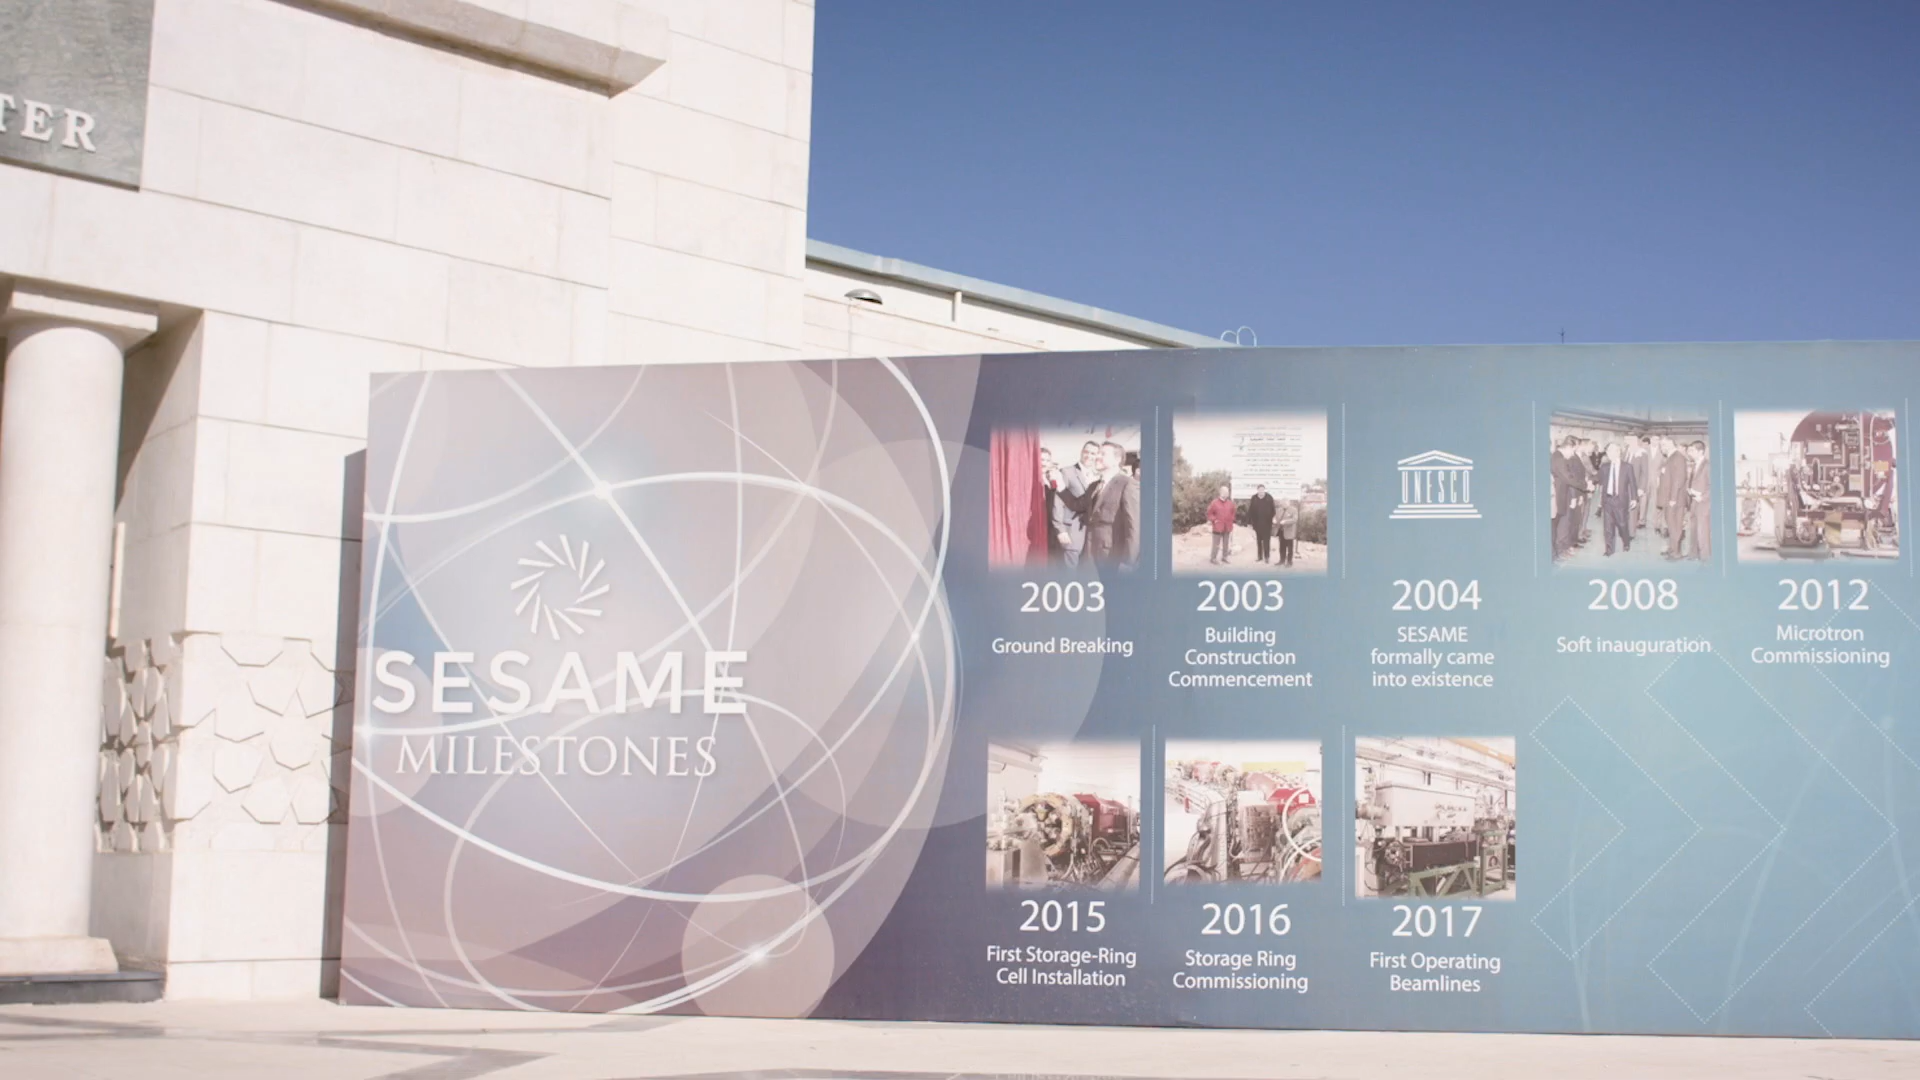 TER
SESAME
MILESTONES
2003
Ground Breaking
2003
Building
Construction
Commencement
UNESCO
2004
SESAME
formally came
into existence
2008
Soft inauguration
2012
Microtron
Commissioning
2015
First Storage-Ring
Cell Installation
2016
Storage Ring
Commissioning
2017
First Operating
Beamlines